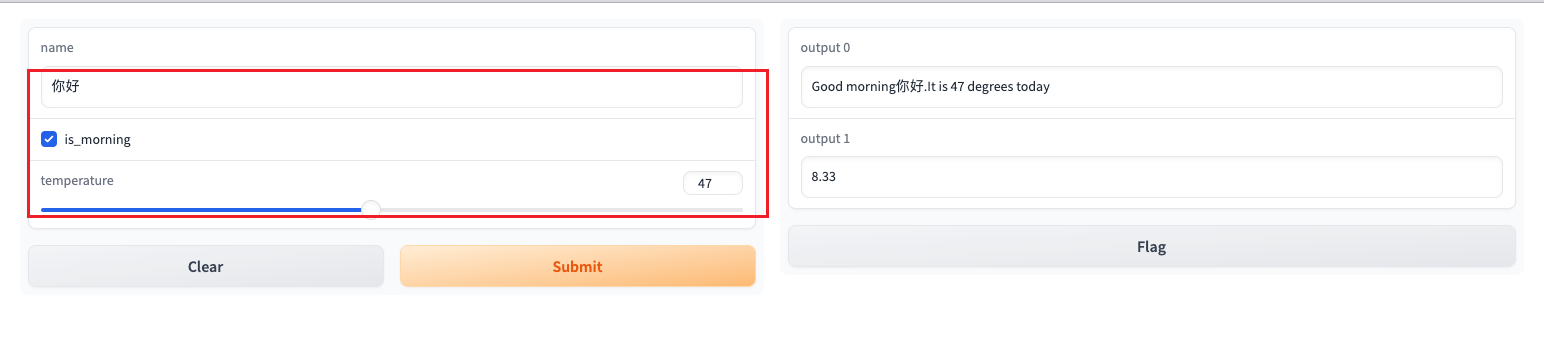 name
你好
is_morning
temperature
47
Clear
Submit
output 0
Good morning你好.It is 47 degrees today
output 1
8.33
Flag